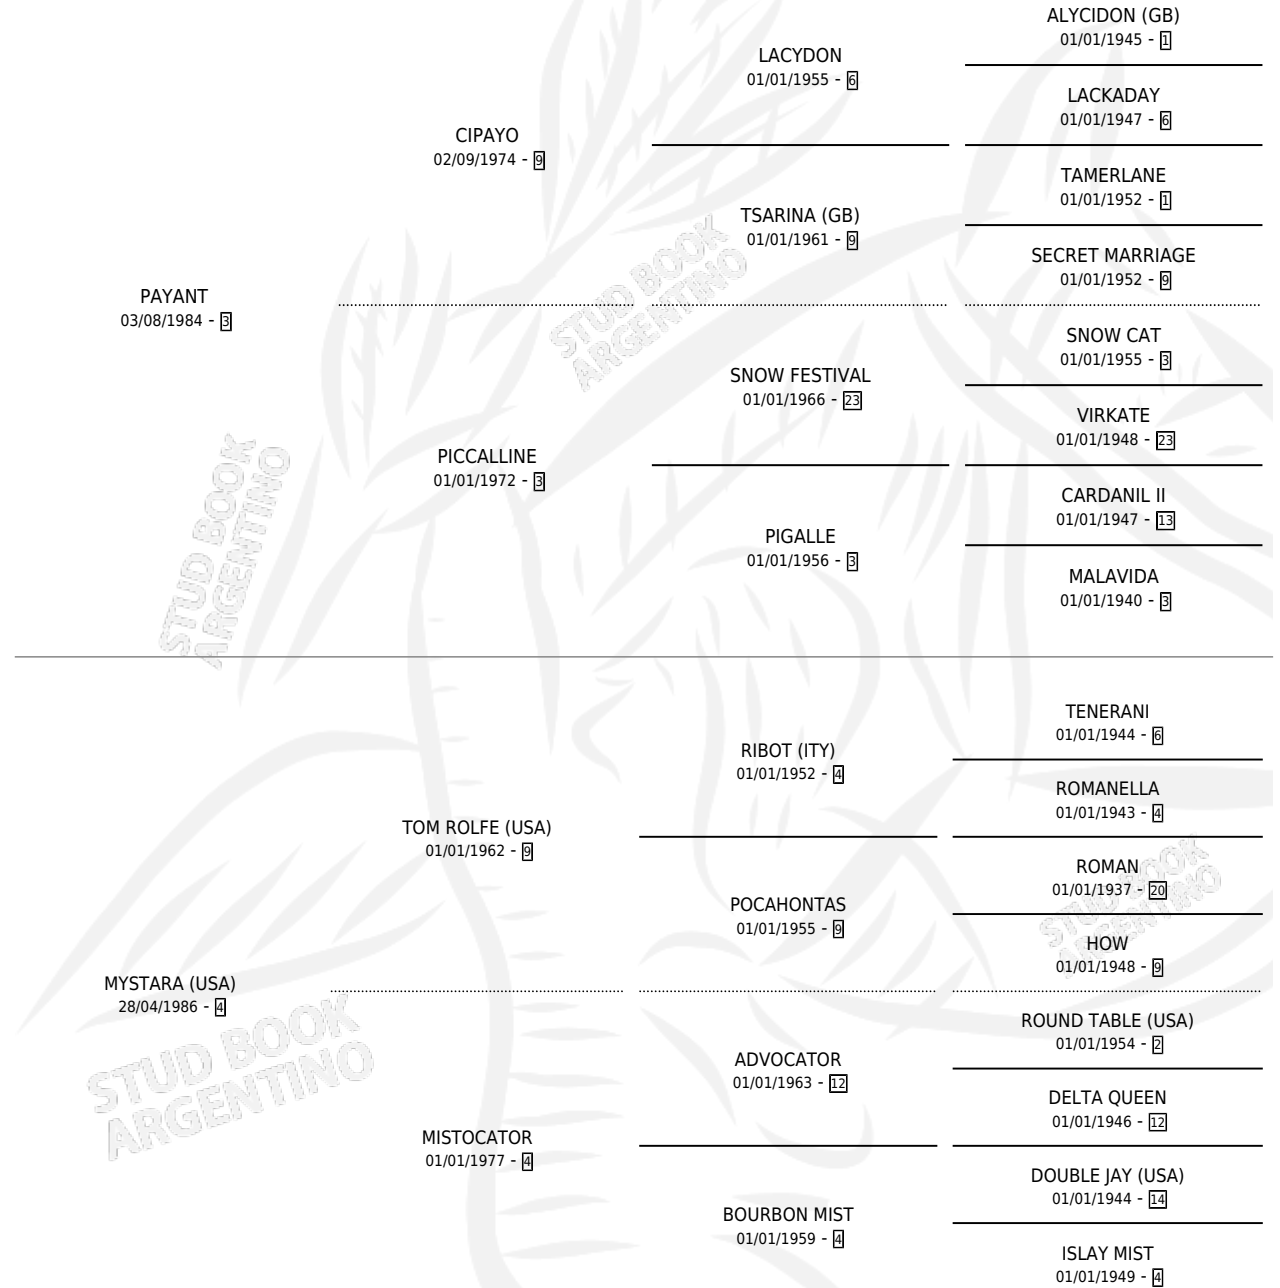 ALYCIDON (GB)
01/01/1945 - 1
LACYDON
01/01/1955 - 6
LACKADAY
01/01/1947 - 6
CIPAYO
02/09/1974 - 9
TAMERLANE
01/01/1952 - 1
TSARINA (GB)
01/01/1961 - 9
SECRET MARRIAGE
01/01/1952 - 9
PAYANT
03/08/1984 - 3
STUD BOOK
ARGENTINO
SNOW CAT
01/01/1955 - 3
SNOW FESTIVAL
01/01/1966 - 23
VIRKATE
01/01/1948 - 23
PICCALLINE
01/01/1972 - 3
CARDANIL II
01/01/1947 - 13
PIGALLE
01/01/1956 - 3
MALAVIDA
01/01/1940 - 3
STUD BOOK
ARGENTINO
TENERANI
01/01/1944 - 6
RIBOT (ITY)
01/01/1952 - 4
ROMANELLA
01/01/1943 - 4
TOM ROLFE (USA)
01/01/1962 - 9
ROMAN
01/01/1937 - 20
POCAHONTAS
01/01/1955 - 9
STUD BOOK
ARGENTINO
HOW
01/01/1948 - 9
MYSTARA (USA)
28/04/1986 - 4
ROUND TABLE (USA)
01/01/1954 - 2
ADVOCATOR
01/01/1963 - 12
STUD BOOK
ARGENTINO
DELTA QUEEN
01/01/1946 - 12
MISTOCATOR
01/01/1977 - 4
DOUBLE JAY (USA)
01/01/1944 - 14
BOURBON MIST
01/01/1959 - 4
ISLAY MIST
01/01/1949 - 4